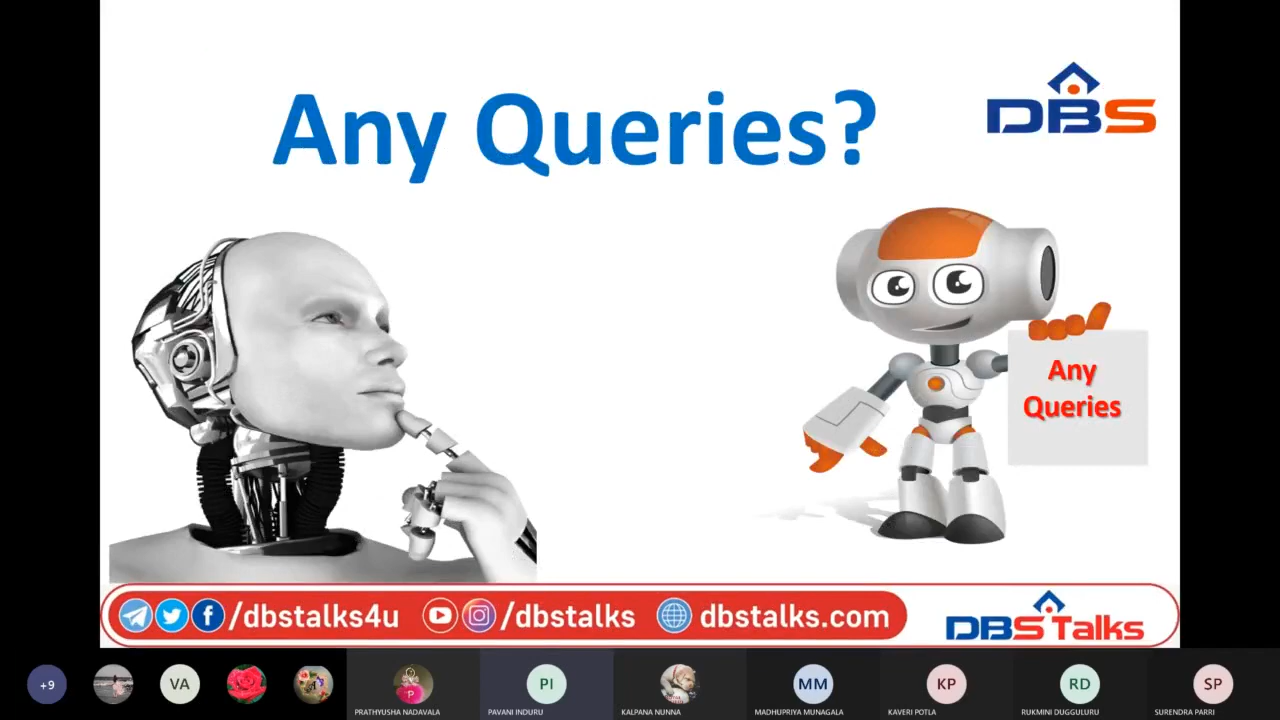 Any Queries?
DBS
Any
Queries
/dbstalks4u
/dbstalks
dbstalks.com
DBS Talks
+9
VA
P
PI
MM
KP
RD
SP
PRATHYUSHA NADAVALA
PAVANI INDURU
KALPANA NUNNA
MADHUPRIYA MUNAGALA
KAVERI POTLA
RUKMINI DUGGULURU
SURENDRA PARRI